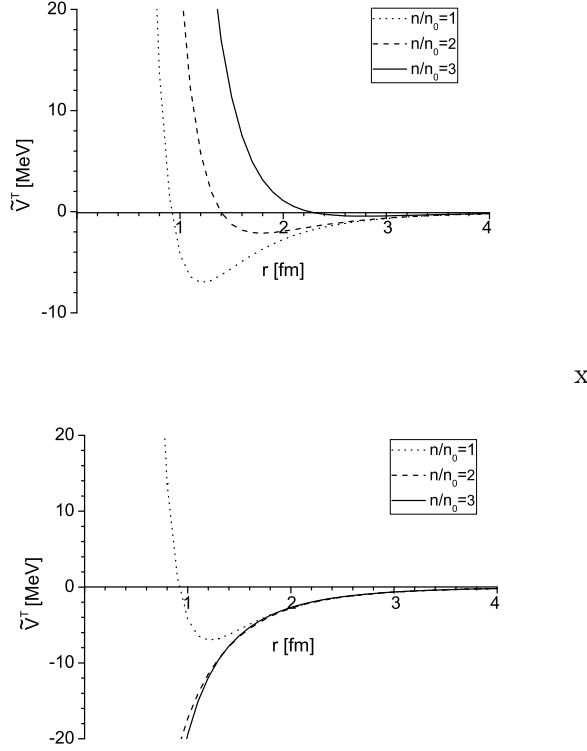 20
n/n₀=1
n/n₀=2
n/n₀=3
10
Ṽᵀ [MeV]
0
1 2 3 4
r [fm]
-10
x
20
n/n₀=1
n/n₀=2
n/n₀=3
10
Ṽᵀ [MeV]
0
1 2 3 4
r [fm]
-10
-20